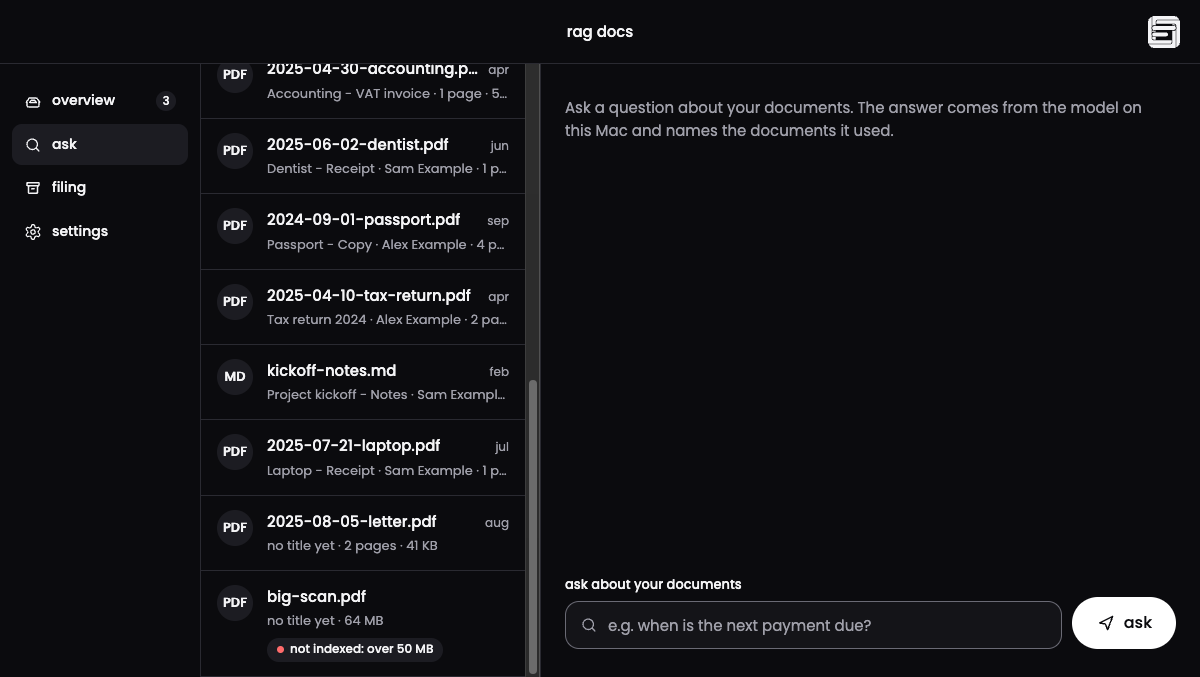 rag docs
overview 3
ask
filing
settings
PDF 2025-04-30-accounting.p... apr
Accounting - VAT invoice · 1 page · 5...
PDF 2025-06-02-dentist.pdf jun
Dentist - Receipt · Sam Example · 1 p...
PDF 2024-09-01-passport.pdf sep
Passport - Copy · Alex Example · 4 p...
PDF 2025-04-10-tax-return.pdf apr
Tax return 2024 · Alex Example · 2 pa...
MD kickoff-notes.md feb
Project kickoff - Notes · Sam Exampl...
PDF 2025-07-21-laptop.pdf jul
Laptop - Receipt · Sam Example · 1 p...
PDF 2025-08-05-letter.pdf aug
no title yet · 2 pages · 41 KB
PDF big-scan.pdf
no title yet · 64 MB
not indexed: over 50 MB
Ask a question about your documents. The answer comes from the model on
this Mac and names the documents it used.
ask about your documents
e.g. when is the next payment due?
ask